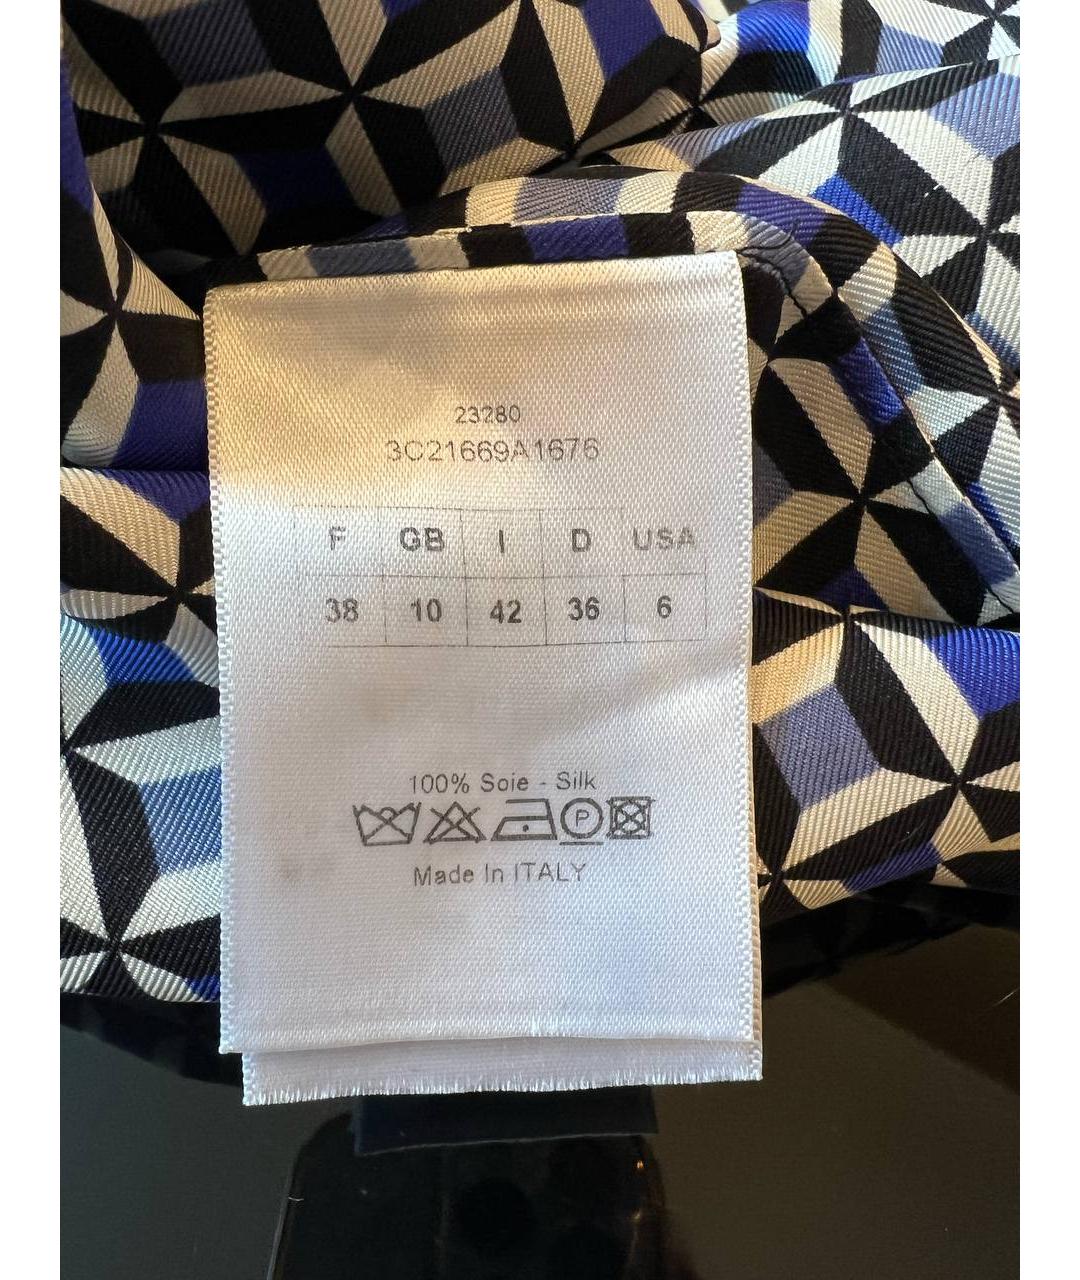 23280
3C21669A1676
F GB I D USA
38 10 42 36 6
100% Soie - Silk
P
Made In ITALY